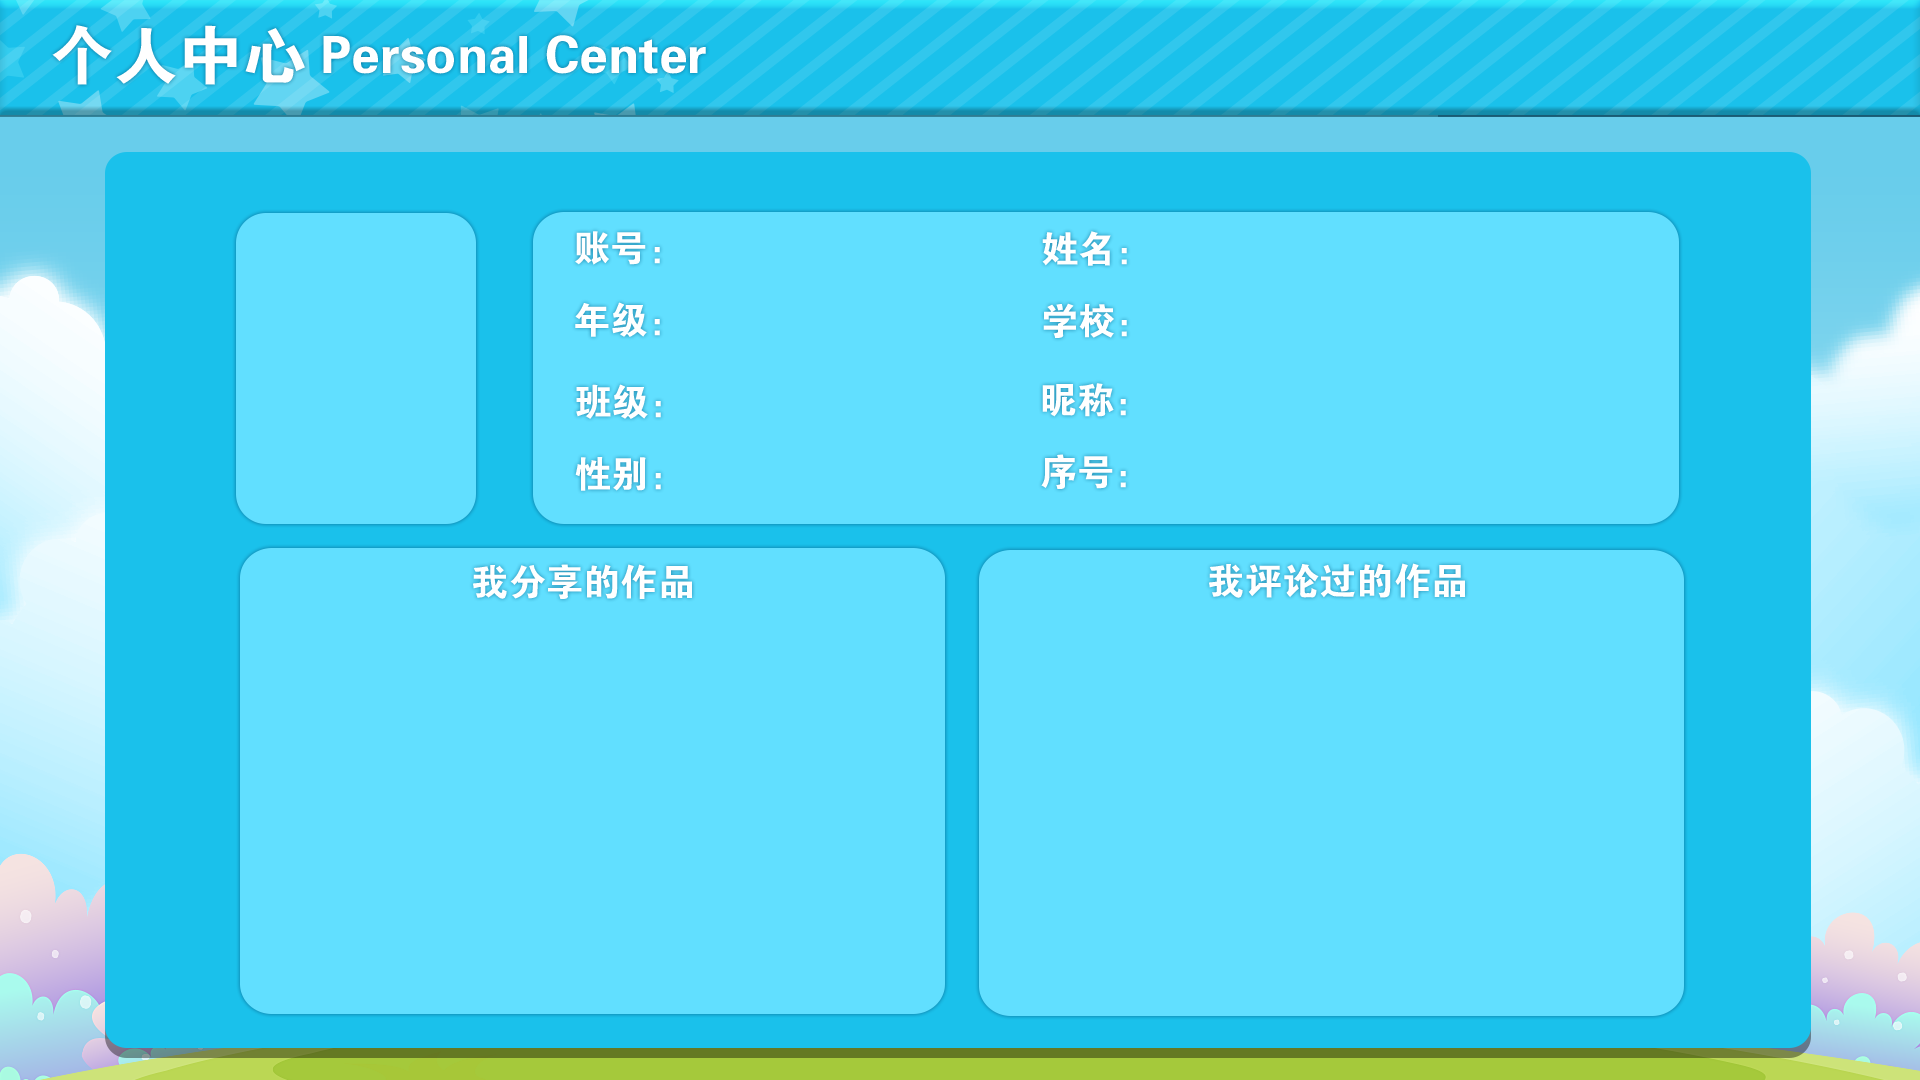 个人中心 Personal Center
账号: 姓名:
年级: 学校:
班级: 昵称:
性别: 序号:
我分享的作品 我评论过的作品